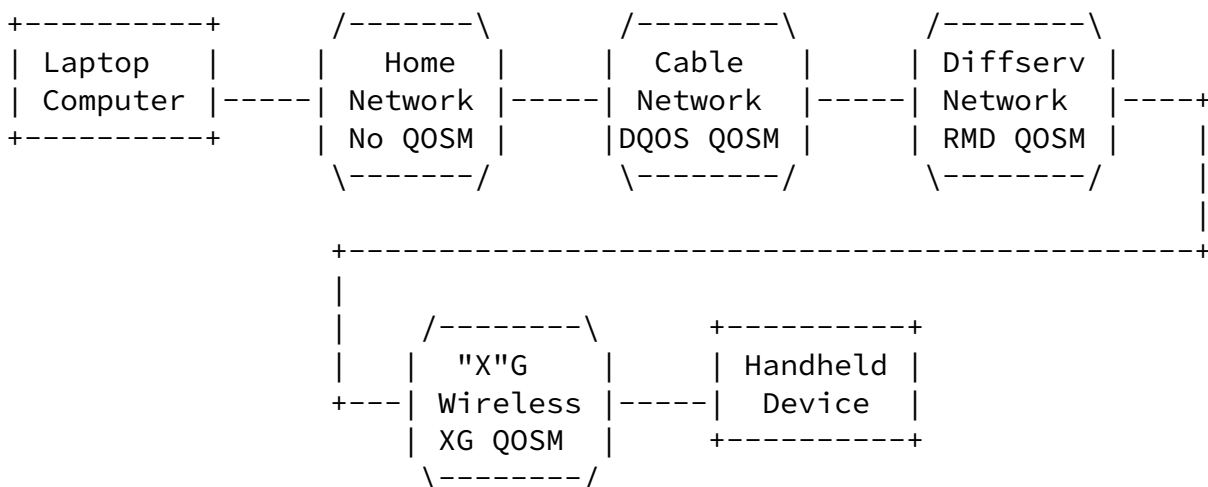 Laptop Home Cable Diffserv
Computer Network Network Network
No QOSM DQOS QOSM RMD QOSM
"X"G Handheld
Wireless Device
XG QOSM